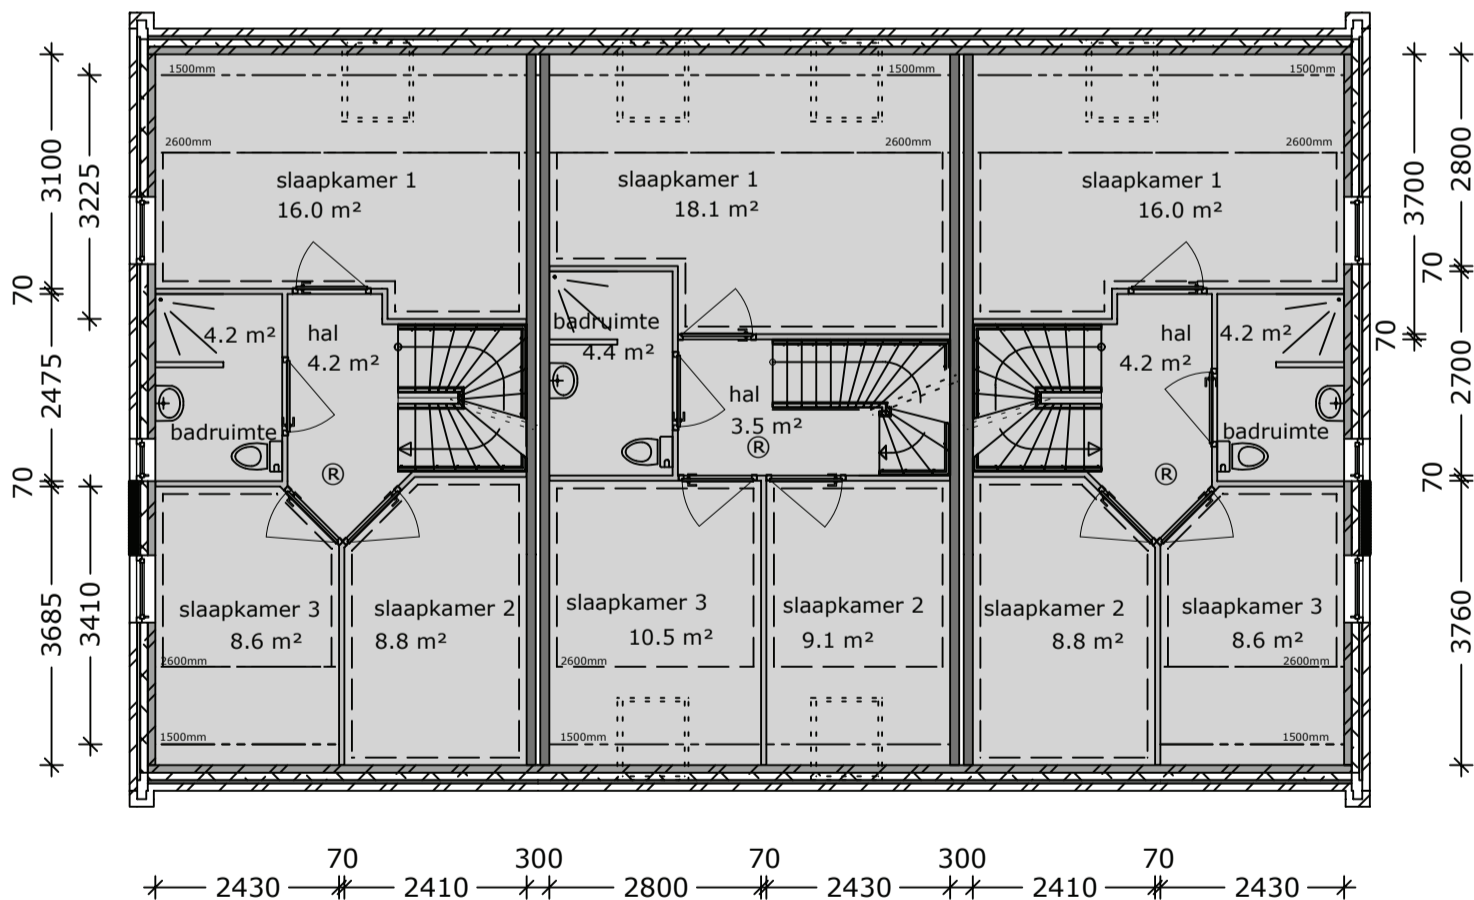 1500mm
1500mm
1500mm
2600mm
2600mm
2600mm
slaapkamer 1
16.0 m²
slaapkamer 1
18.1 m²
slaapkamer 1
16.0 m²
4.2 m²
hal
4.2 m²
badruimte
badruimte
4.4 m²
hal
3.5 m²
hal
4.2 m²
4.2 m²
badruimte
R
R
R
slaapkamer 3
8.6 m²
slaapkamer 2
8.8 m²
slaapkamer 3
10.5 m²
slaapkamer 2
9.1 m²
slaapkamer 2
8.8 m²
slaapkamer 3
8.6 m²
2600mm
2600mm
2600mm
1500mm
1500mm
1500mm
3100
3225
70
2475
70
3685
3410
3700
2800
70
70
2700
70
3760
70
300
70
300
70
2430
2410
2800
2430
2410
2430